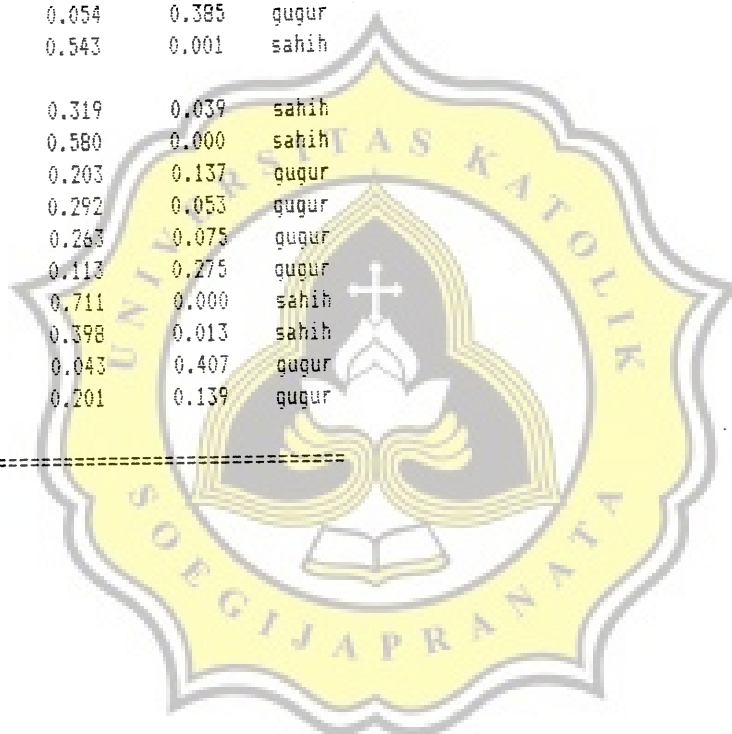 0.054 0.385 gugur
0.543 0.001 sahih
0.319 0.039 sahih
0.580 0.000 sahih
0.203 0.137 gugur
0.292 0.053 gugur
0.263 0.075 gugur
0.113 0.275 gugur
0.711 0.000 sahih
0.398 0.013 sahih
0.043 0.407 gugur
0.201 0.139 gugur
==============================
UNIVERSITAS KATOLIK
SOEGIJAPRANATA